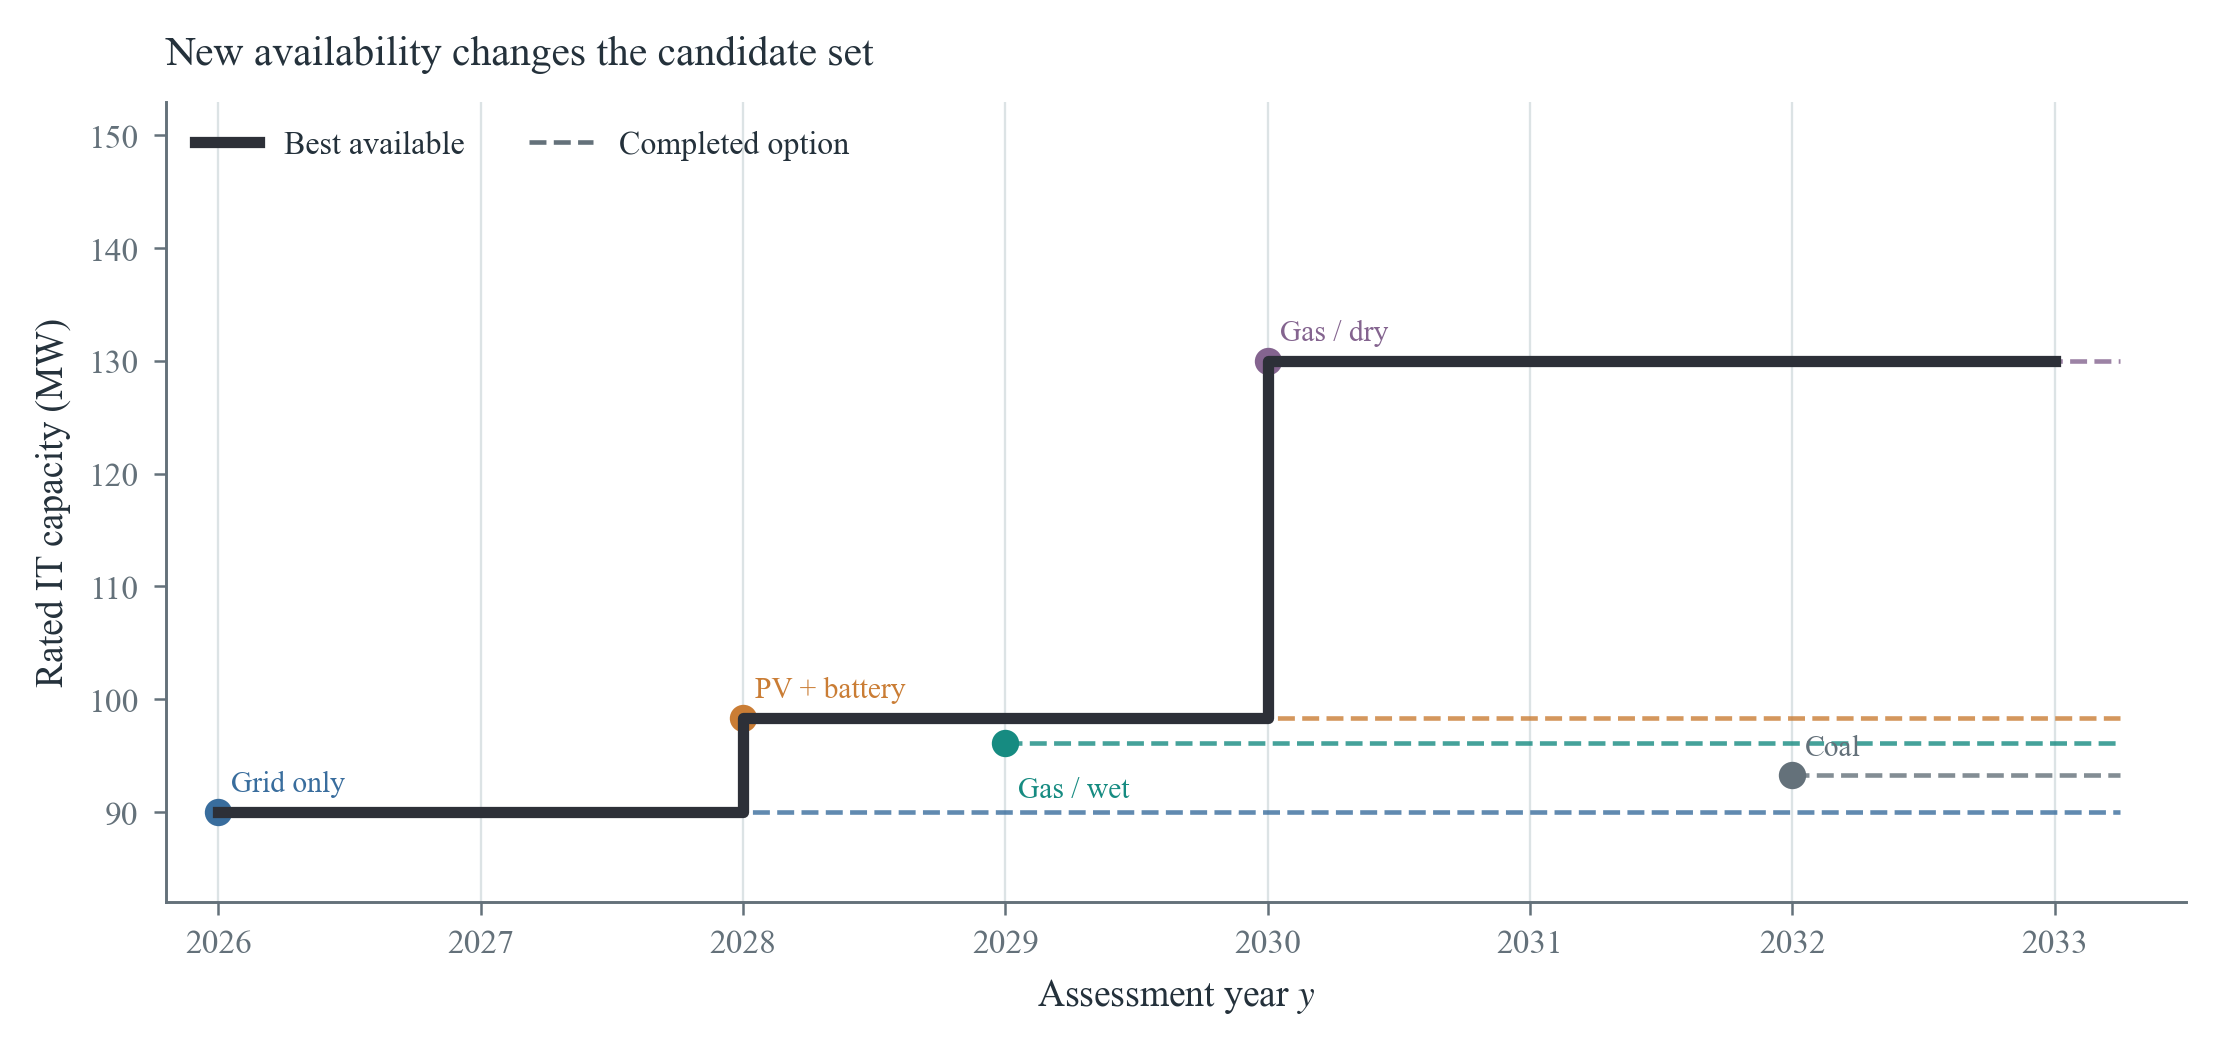 New availability changes the candidate set
Best available
Completed option
150
140
130
120
110
100
90
Rated IT capacity (MW)
Gas / dry
PV + battery
Coal
Grid only
Gas / wet
2026
2027
2028
2029
2030
2031
2032
2033
Assessment year y